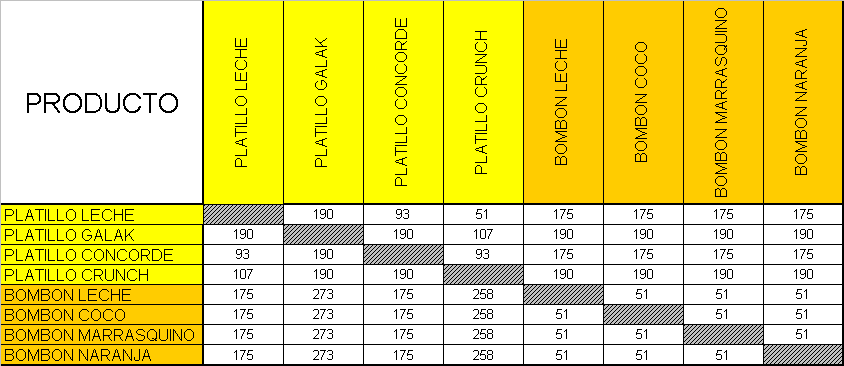 PRODUCTO PLATILLO LECHE PLATILLO GALAK PLATILLO CONCORDE PLATILLO CRUNCH BOMBON LECHE BOMBON COCO BOMBON MARRASQUINO BOMBON NARANJA
PLATILLO LECHE 190 93 51 175 175 175 175
PLATILLO GALAK 190 190 107 190 190 190 190
PLATILLO CONCORDE 93 190 93 175 175 175 175
PLATILLO CRUNCH 107 190 190 190 190 190 190
BOMBON LECHE 175 273 175 258 51 51 51
BOMBON COCO 175 273 175 258 51 51 51
BOMBON MARRASQUINO 175 273 175 258 51 51 51
BOMBON NARANJA 175 273 175 258 51 51 51